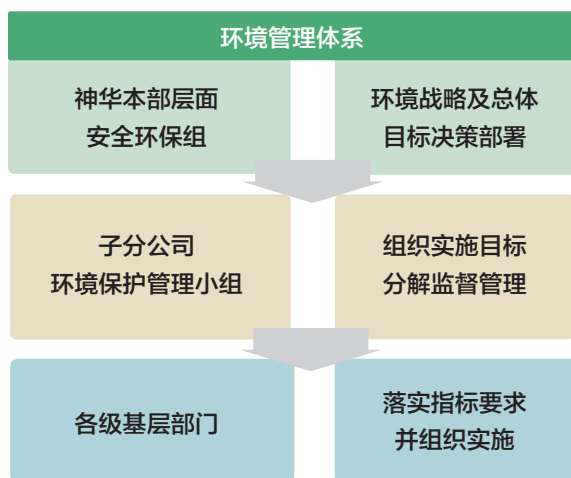 环境管理体系
神华本部层面
安全环保组
环境战略及总体
目标决策部署
子分公司
环境保护管理小组
组织实施目标
分解监督管理
各级基层部门
落实指标要求
并组织实施